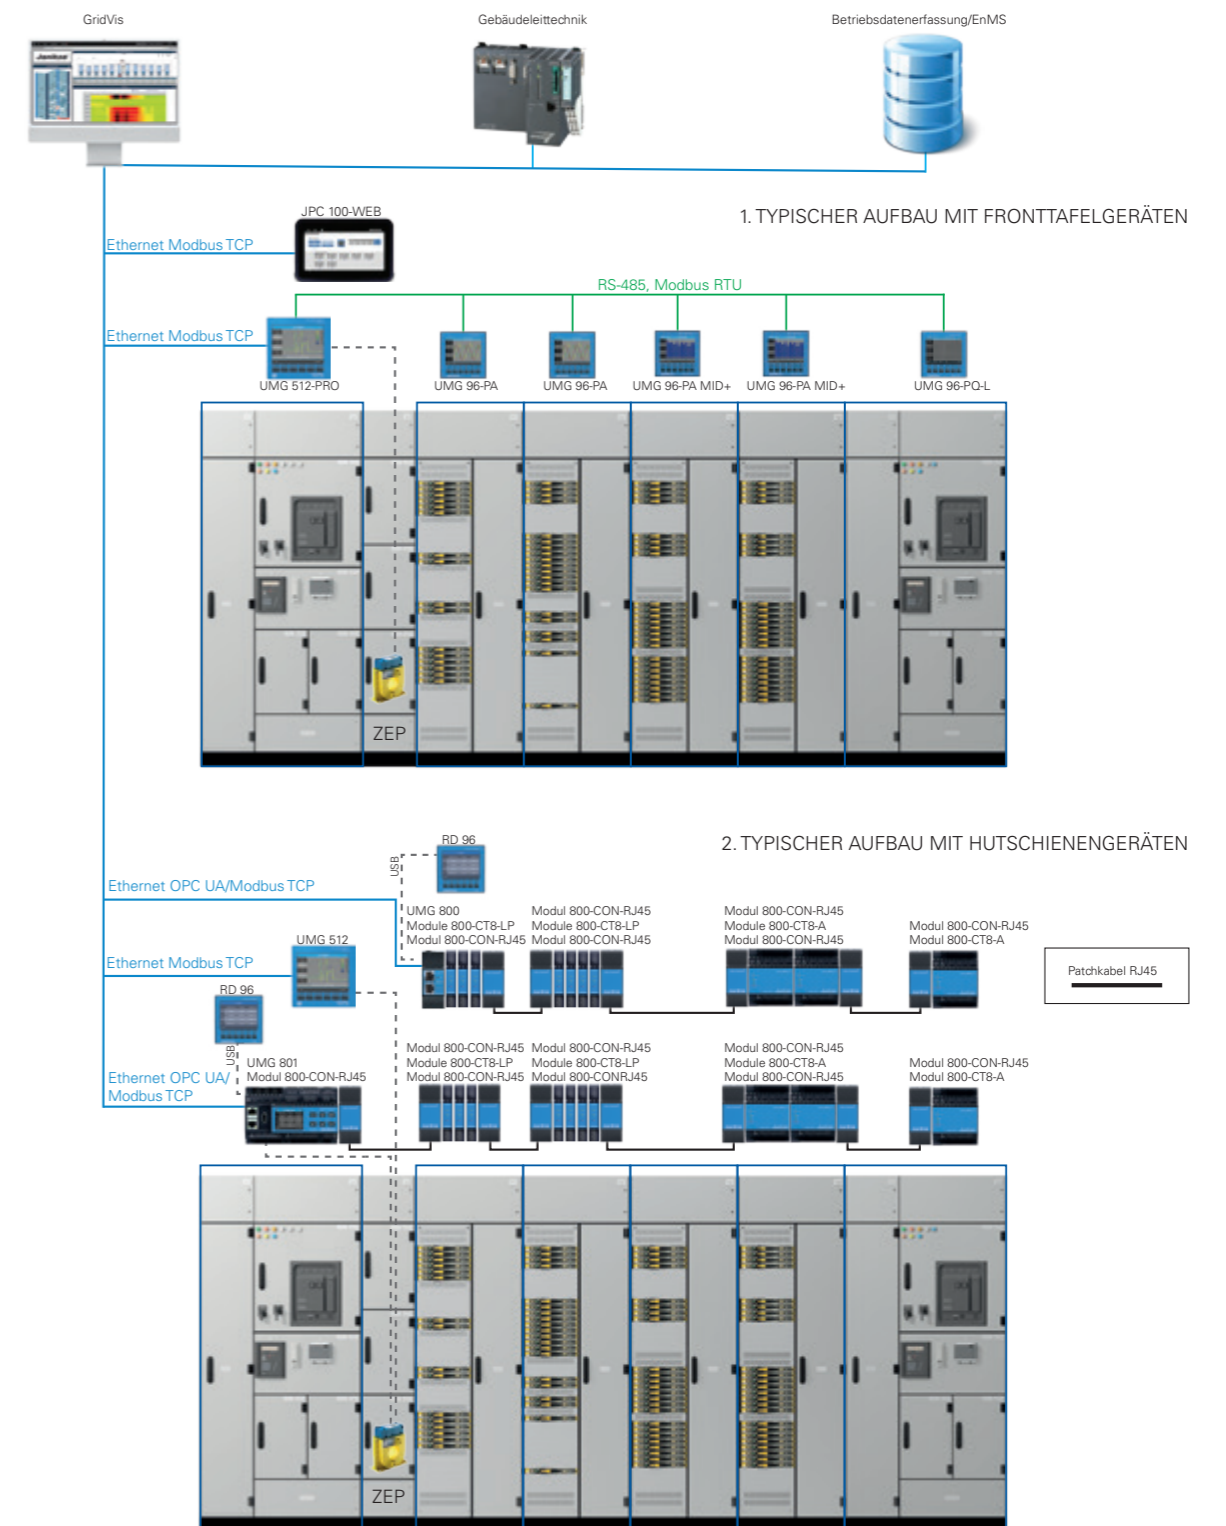 GridVis
Gebäudeleittechnik
Betriebsdatenerfassung/EnMS
1. TYPISCHER AUFBAU MIT FRONTTAFELGERÄTEN
JPC 100-WEB
Ethernet Modbus TCP
RS-485, Modbus RTU
Ethernet Modbus TCP
UMG 512-PRO
UMG 96-PA
UMG 96-PA
UMG 96-PA MID+
UMG 96-PA MID+
UMG 96-PQ-L
ZEP
2. TYPISCHER AUFBAU MIT HUTSCHIENENGERÄTEN
RD 96
USB
Ethernet OPC UA/Modbus TCP
UMG 800
Module 800-CT8-LP
Modul 800-CON-RJ45
Modul 800-CON-RJ45
Module 800-CT8-LP
Modul 800-CON-RJ45
Modul 800-CON-RJ45
Module 800-CT8-A
Modul 800-CON-RJ45
Modul 800-CON-RJ45
Modul 800-CT8-A
Patchkabel RJ45
UMG 512
Ethernet Modbus TCP
RD 96
USB
UMG 801
Modul 800-CON-RJ45
Ethernet OPC UA/
Modbus TCP
Modul 800-CON-RJ45
Module 800-CT8-LP
Modul 800-CON-RJ45
Modul 800-CON-RJ45
Module 800-CT8-LP
Modul 800-CONRJ45
Modul 800-CON-RJ45
Module 800-CT8-A
Modul 800-CON-RJ45
Modul 800-CON-RJ45
Modul 800-CT8-A
ZEP